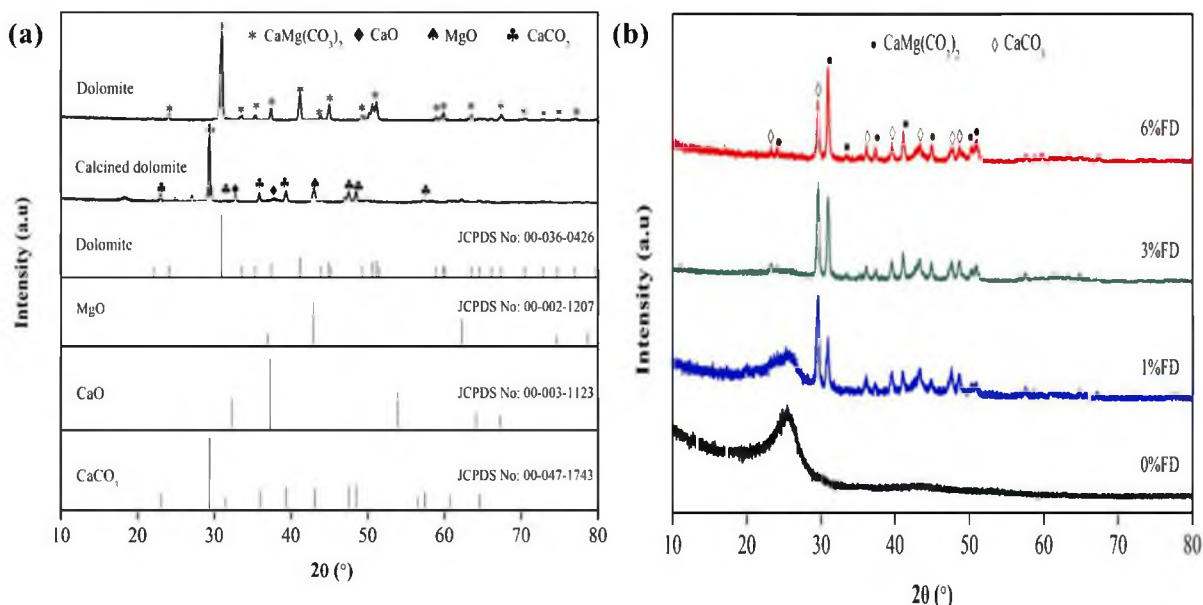 (a)
* CaMg(CO3)2 ♦ CaO ♠ MgO ♣ CaCO3
Dolomite
Calcined dolomite
Dolomite
JCPDS No: 00-036-0426
MgO
JCPDS No: 00-002-1207
CaO
JCPDS No: 00-003-1123
CaCO3
JCPDS No: 00-047-1743
Intensity (a.u)
10 20 30 40 50 60 70 80
2θ (°)
(b)
• CaMg(CO3)2 ◇ CaCO3
6%FD
3%FD
1%FD
0%FD
Intensity (a.u)
10 20 30 40 50 60 70 80
2θ (°)